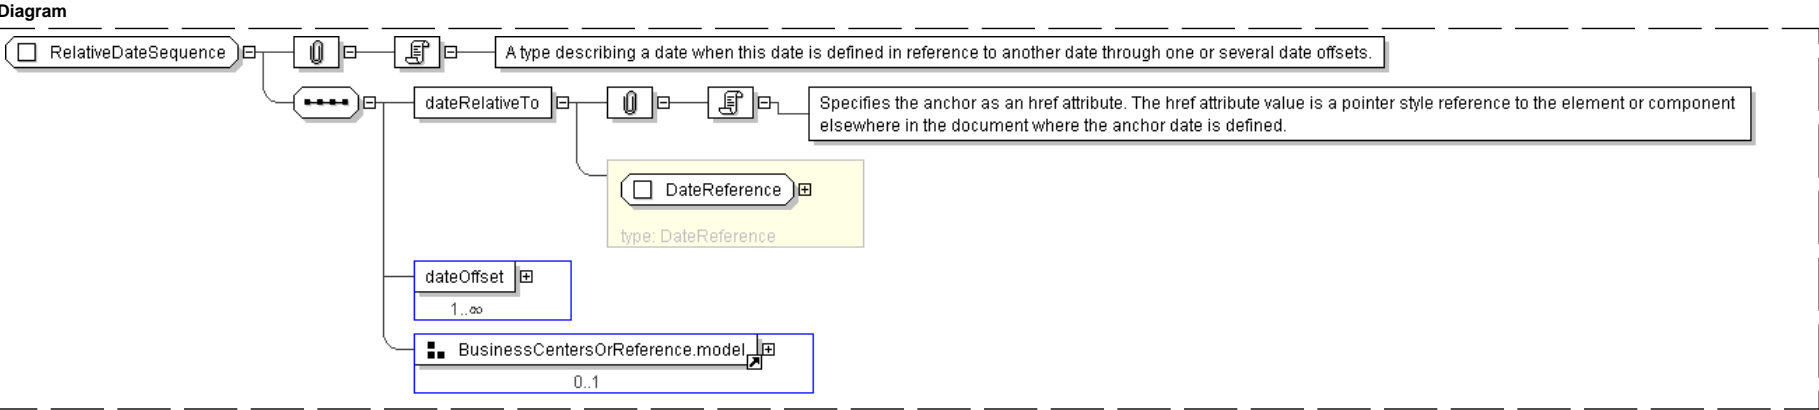 Diagram
RelativeDateSequence
A type describing a date when this date is defined in reference to another date through one or several date offsets.
dateRelativeTo
Specifies the anchor as an href attribute. The href attribute value is a pointer style reference to the element or component
elsewhere in the document where the anchor date is defined.
DateReference
type: DateReference
dateOffset
1..∞
BusinessCentersOrReference.model
0..1